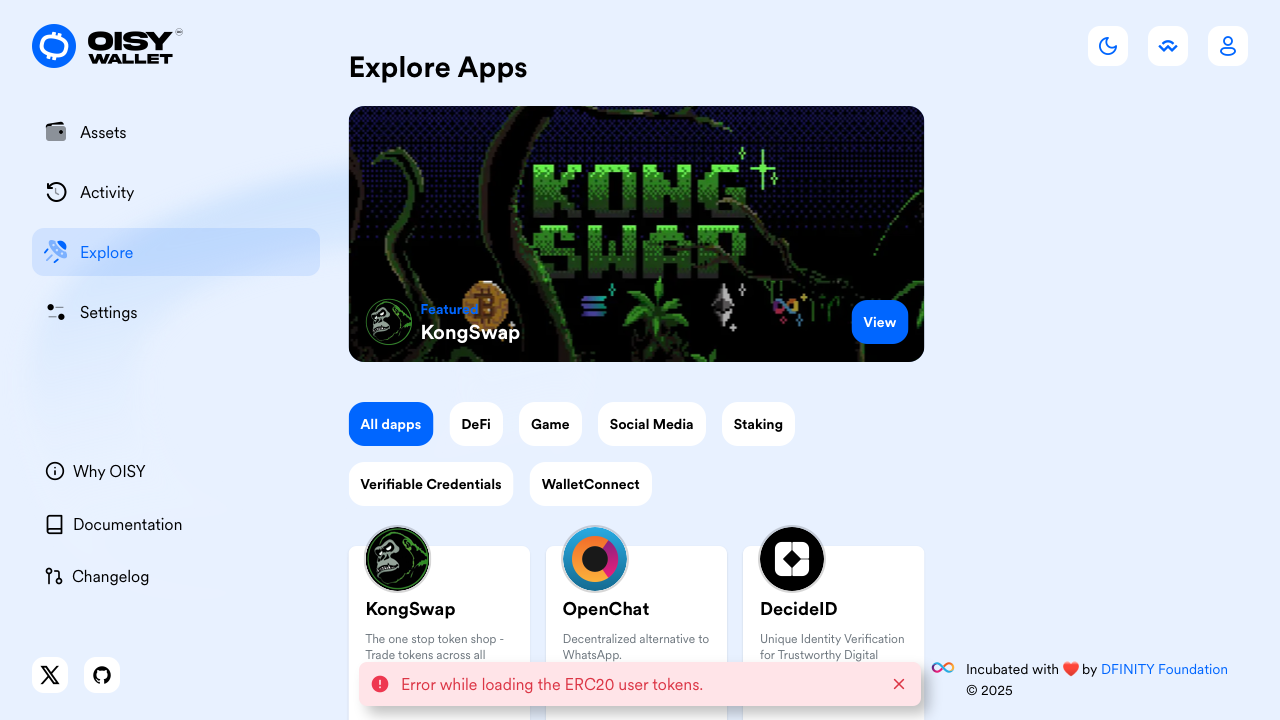 OISY
WALLET
Explore Apps
Assets
Activity
Explore
Settings
KONG
SWAP
Featured
KongSwap
View
All dapps
DeFi
Game
Social Media
Staking
Verifiable Credentials
WalletConnect
Why OISY
Documentation
Changelog
KongSwap
The one stop token shop -
Trade tokens across all
OpenChat
Decentralized alternative to
WhatsApp.
DecideID
Unique Identity Verification
for Trustworthy Digital
Error while loading the ERC20 user tokens.
Incubated with ❤️ by DFINITY Foundation
© 2025